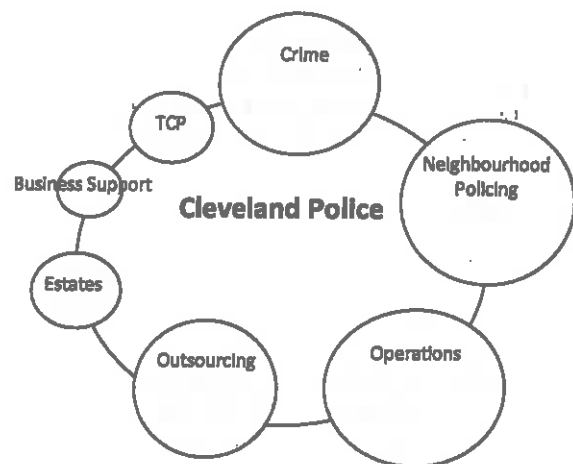 Crime
TCP
Neighbourhood
Policing
Business Support
Cleveland Police
Estates
Outsourcing
Operations